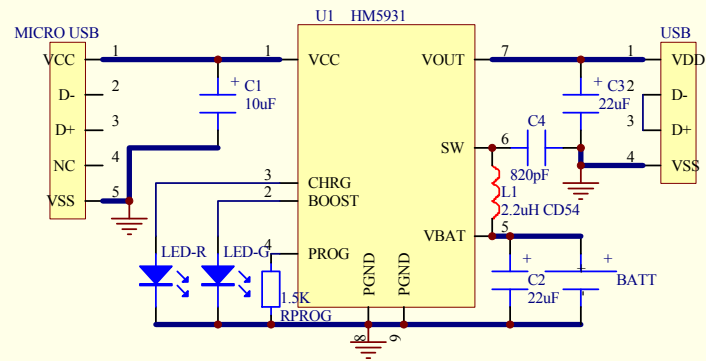 U1 HM5931
MICRO USB
USB
VCC 1
1 VCC
VOUT 7
1 VDD
D- 2
D+ 3
NC 4
VSS 5
+
C1
10uF
+
C3
22uF
C4
820pF
2 D-
3 D+
4 VSS
SW 6
L1
2.2uH CD54
3 CHRG
2 BOOST
4 PROG
VBAT 5
LED-R
LED-G
1.5K
RPROG
PGND
PGND
8
9
+
C2
22uF
+
+
-
BATT